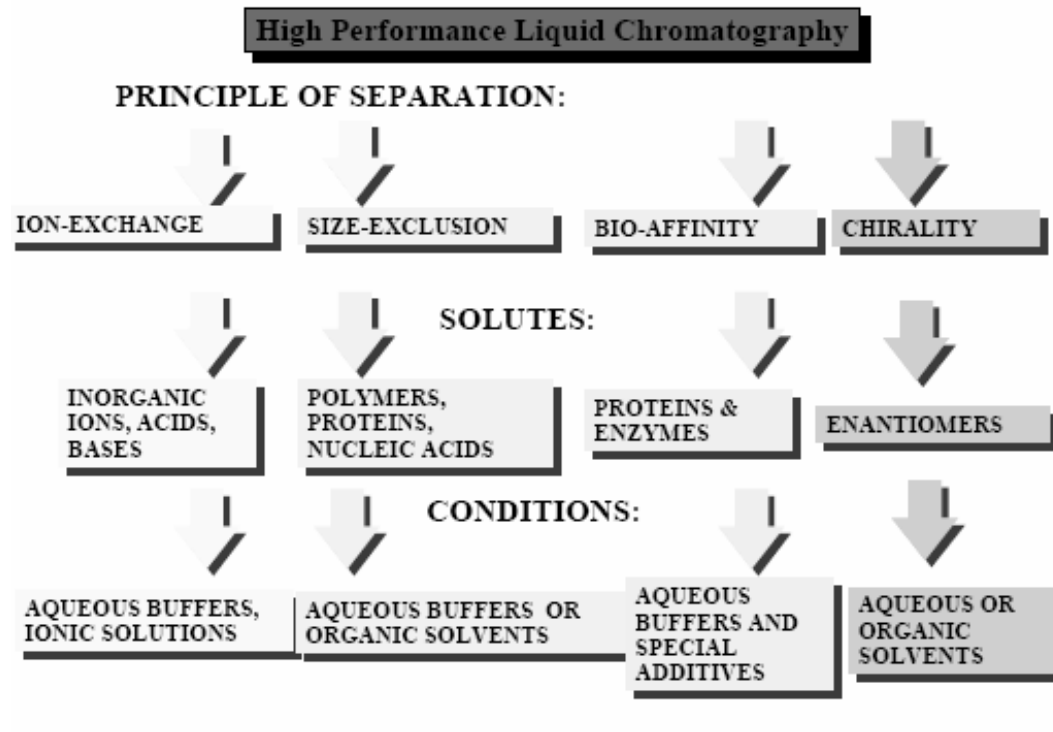 High Performance Liquid Chromatography
PRINCIPLE OF SEPARATION:
ION-EXCHANGE
SIZE-EXCLUSION
BIO-AFFINITY
CHIRALITY
SOLUTES:
INORGANIC
IONS, ACIDS,
BASES
POLYMERS,
PROTEINS,
NUCLEIC ACIDS
PROTEINS &
ENZYMES
ENANTIOMERS
CONDITIONS:
AQUEOUS BUFFERS,
IONIC SOLUTIONS
AQUEOUS BUFFERS OR
ORGANIC SOLVENTS
AQUEOUS
BUFFERS AND
SPECIAL
ADDITIVES
AQUEOUS OR
ORGANIC
SOLVENTS